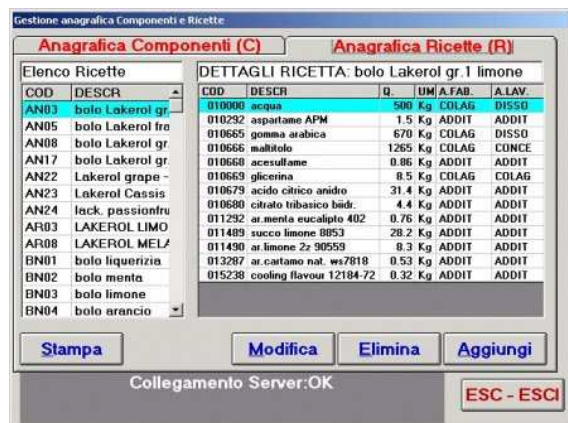 Gestione anagrafica Componenti e Ricette
Anagrafica Componenti (C)
Anagrafica Ricette (R)
Elenco Ricette
COD DESCR
AN03 bolo Lakerol gr.
AN05 bolo Lakerol fra
AN08 bolo Lakerol gr.
AN17 bolo Lakerol gr.
AN22 Lakerol grape -
AN23 Lakerol Cassis
AN24 lack. passionfru
AR03 LAKEROL LIMO
AR08 LAKEROL MELA
BN01 bolo liquerizia
BN02 bolo menta
BN03 bolo limone
BN04 bolo arancio
DETTAGLI RICETTA: bolo Lakerol gr.1 limone
COD DESCR Q. UM A.FAB. A.LAV.
010000 acqua 500 Kg COLAG DISSO
010292 aspartame APM 1.5 Kg ADDIT ADDIT
010665 gomma arabica 670 Kg COLAG DISSO
010666 maltitolo 1265 Kg COLAG CONCE
010668 acesulfame 0.86 Kg ADDIT ADDIT
010669 glicerina 8.5 Kg COLAG COLAG
010679 acido citrico anidro 31.4 Kg ADDIT ADDIT
010680 citrato tribasico biidr. 4.4 Kg ADDIT ADDIT
011292 ar.menta eucalipto 402 0.76 Kg ADDIT ADDIT
011489 succo limone 8853 28.2 Kg ADDIT ADDIT
011490 ar.limone 2z 90559 8.3 Kg ADDIT ADDIT
013287 ar.cartamo nat. ws7818 0.53 Kg ADDIT ADDIT
015238 cooling flavour 12184-72 0.32 Kg ADDIT ADDIT
Stampa
Modifica
Elimina
Aggiungi
Collegamento Server:OK
ESC - ESCI